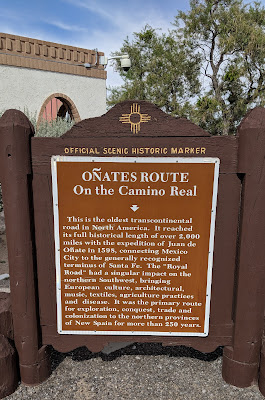 OFFICIAL SCENIC HISTORIC MARKER
OÑATES ROUTE
On the Camino Real
This is the oldest transcontinental
road in North America. It reached
its full historical length of over 2,000
miles with the expedition of Juan de
Oñate in 1598, connecting Mexico
City to the generally recognized
terminus of Santa Fe. The "Royal
Road" had a singular impact on the
northern Southwest, bringing
European culture, architectural,
music, textiles, agriculture practices
and disease. It was the primary route
for exploration, conquest, trade and
colonization to the northern provinces
of New Spain for more than 250 years.